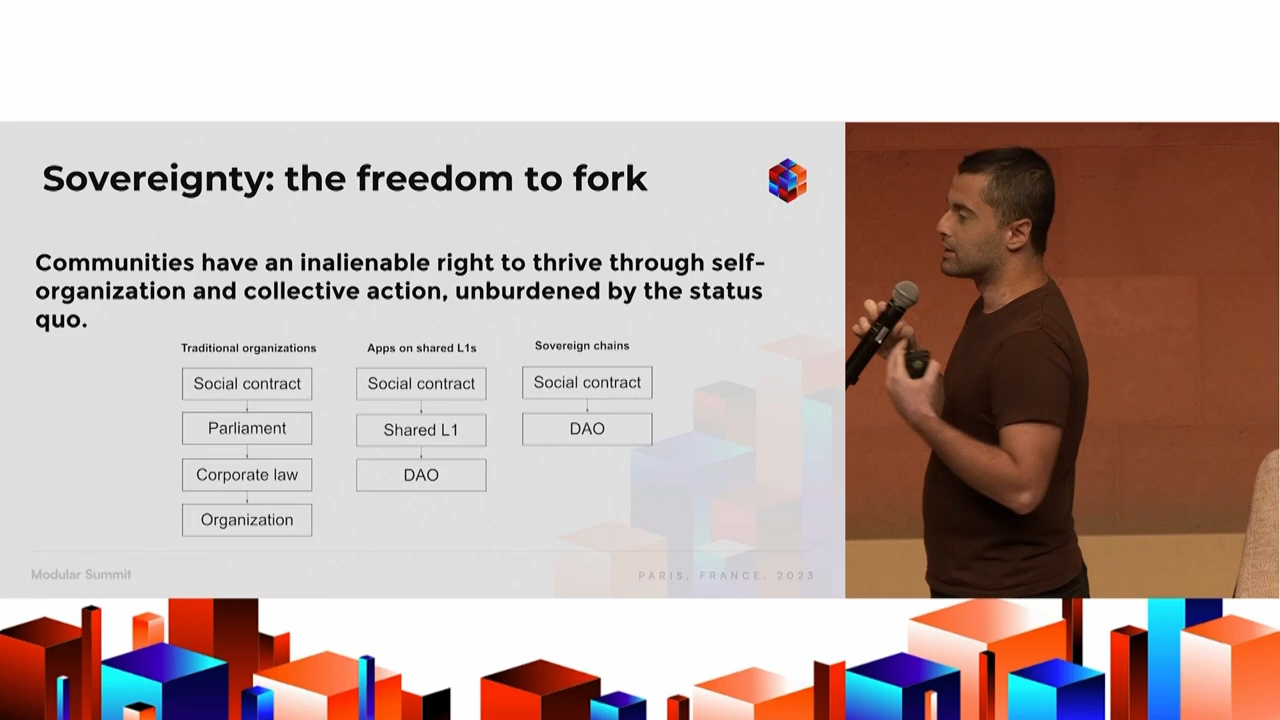 Sovereignty: the freedom to fork
Communities have an inalienable right to thrive through self-
organization and collective action, unburdened by the status
quo.
Traditional organizations
Social contract
Parliament
Corporate law
Organization
Apps on shared L1s
Social contract
Shared L1
DAO
Sovereign chains
Social contract
DAO
Modular Summit
PARIS, FRANCE, 2023